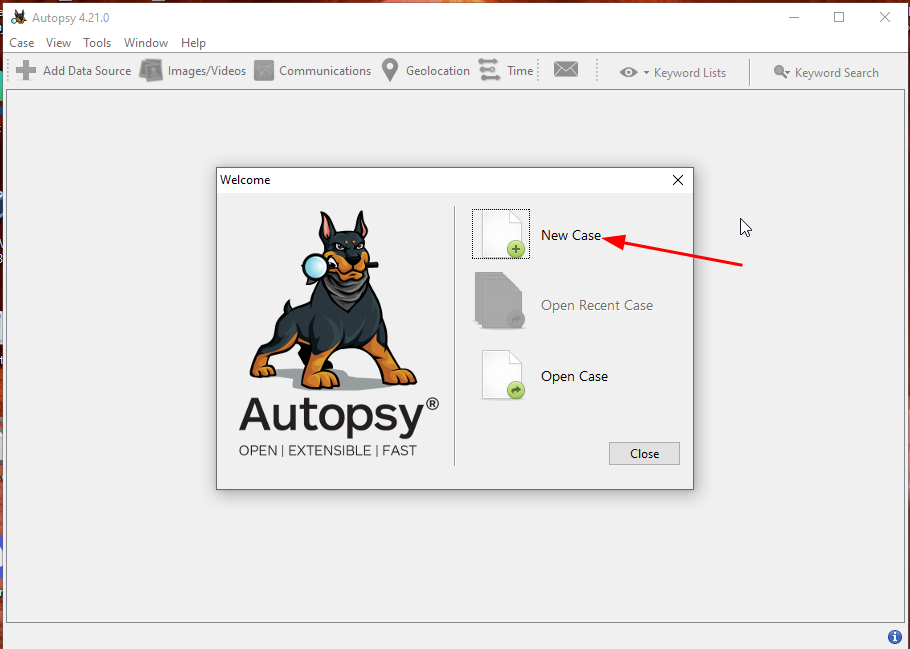 Autopsy 4.21.0
Case View Tools Window Help
Add Data Source Images/Videos Communications Geolocation Time Keyword Lists Keyword Search
Welcome
New Case
Open Recent Case
Open Case
Autopsy®
OPEN | EXTENSIBLE | FAST
Close